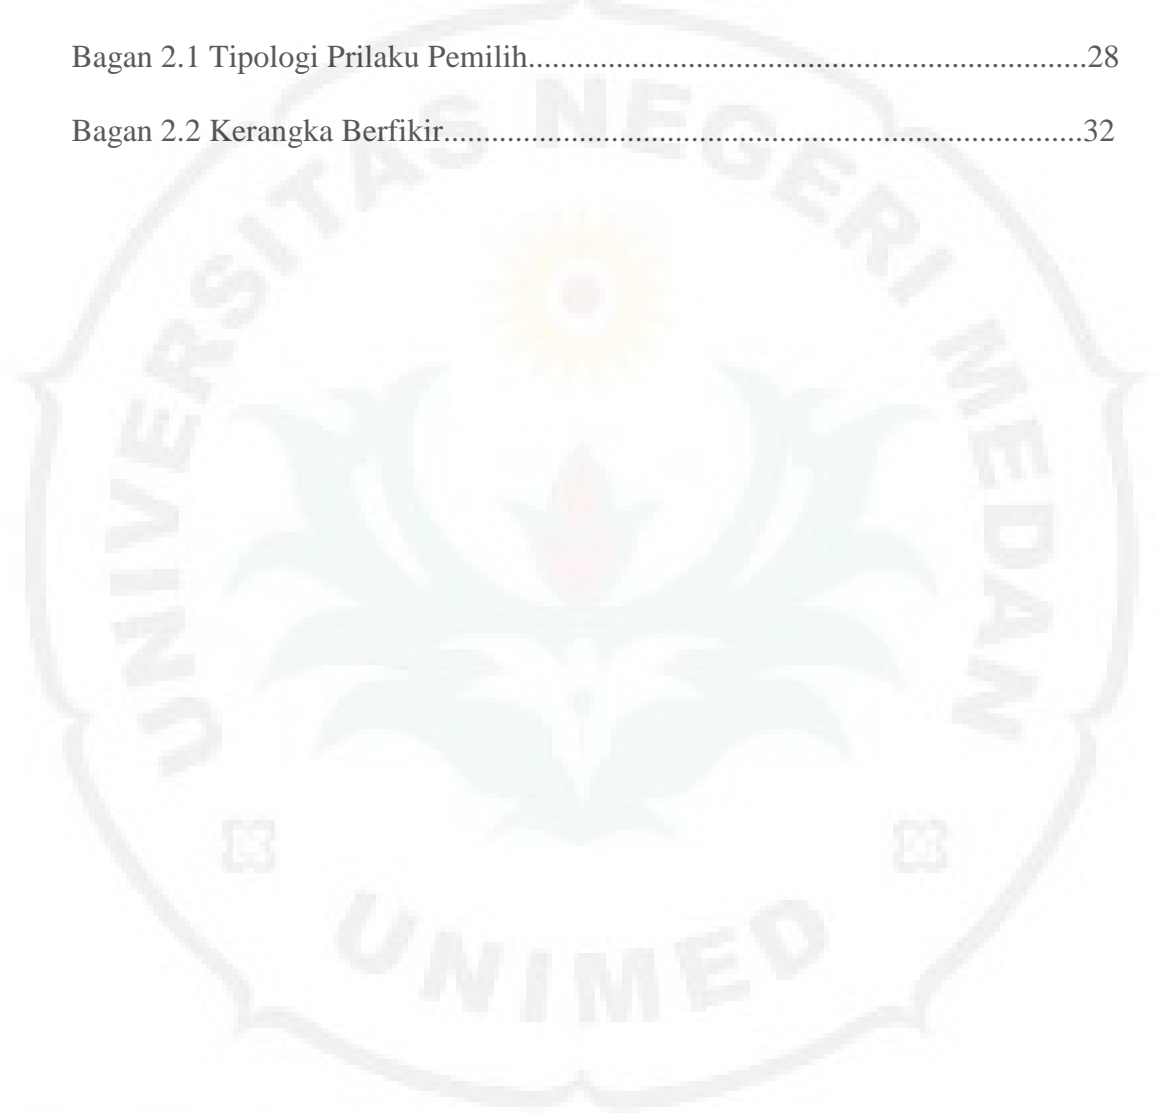 Bagan 2.1 Tipologi Prilaku Pemilih..........................................................28
Bagan 2.2 Kerangka Berfikir...................................................................32
UNIVERSITAS NEGERI MEDAN
UNIMED